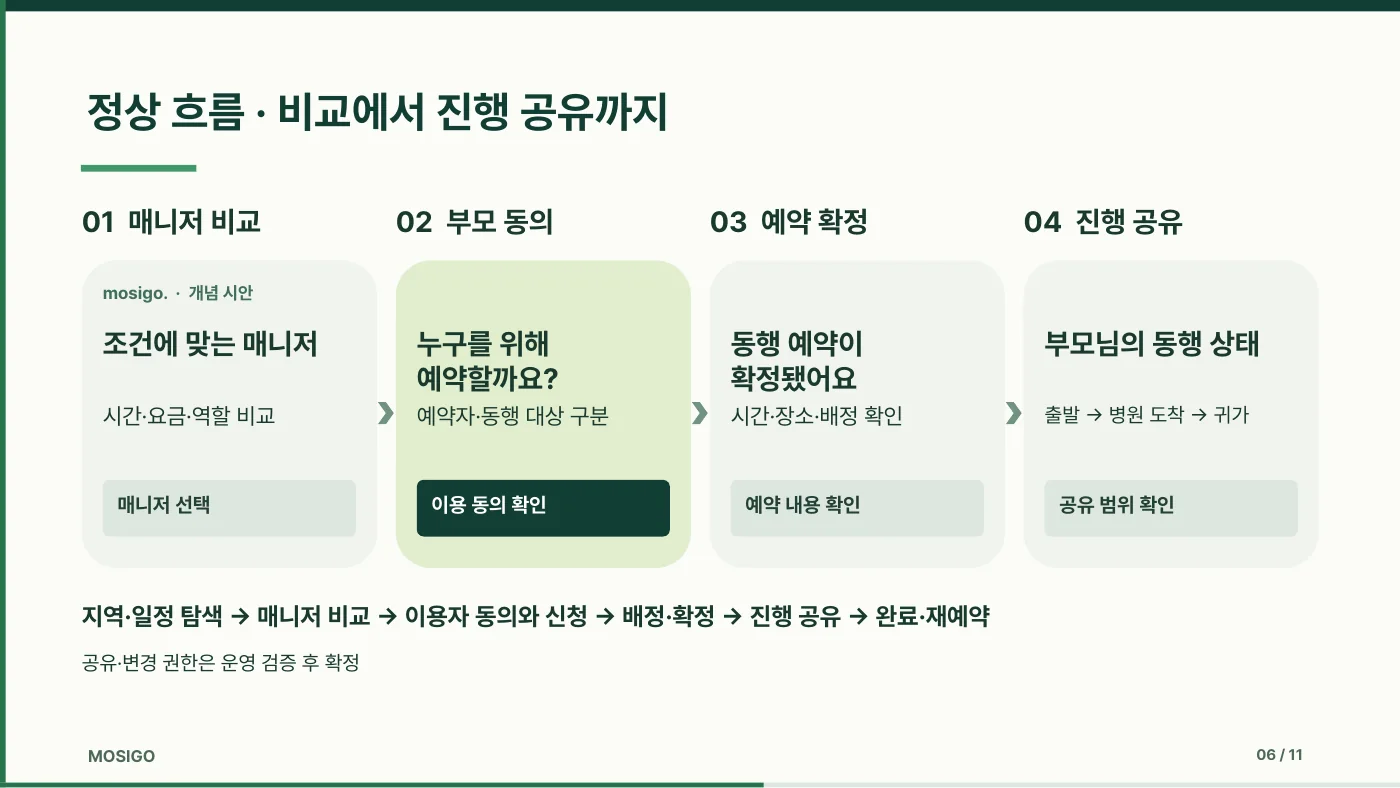 정상 흐름 · 비교에서 진행 공유까지
01 매니저 비교
mosigo. · 개념 시안
조건에 맞는 매니저
시간·요금·역할 비교
매니저 선택
02 부모 동의
누구를 위해
예약할까요?
예약자·동행 대상 구분
이용 동의 확인
03 예약 확정
동행 예약이
확정됐어요
시간·장소·배정 확인
예약 내용 확인
04 진행 공유
부모님의 동행 상태
출발 → 병원 도착 → 귀가
공유 범위 확인
지역·일정 탐색 → 매니저 비교 → 이용자 동의와 신청 → 배정·확정 → 진행 공유 → 완료·재예약
공유·변경 권한은 운영 검증 후 확정
MOSIGO
06 / 11